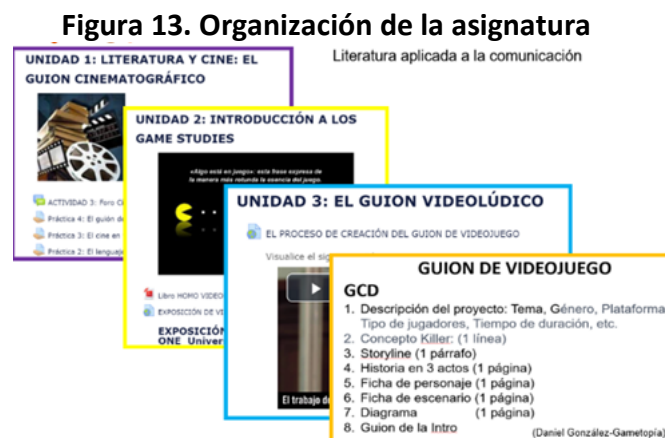 Figura 13. Organización de la asignatura
Literatura aplicada a la comunicación
UNIDAD 1: LITERATURA Y CINE: EL
GUION CINEMATOGRÁFICO
ACTIVIDAD 3: Foro
Práctica 4: El guión de
Práctica 3: El cine en
Práctica 2: El lenguaje
UNIDAD 2: INTRODUCCIÓN A LOS
GAME STUDIES
«Algo está en juego»: esta frase expresa de
la manera más rotunda la esencia del juego.
Libro HOMO VIDEO
EXPOSICIÓN DE VI
EXPOSICIÓN
ONE Univer
UNIDAD 3: EL GUION VIDEOLÚDICO
EL PROCESO DE CREACIÓN DEL GUION DE VIDEOJUEGO
Visualice el sig
El trabajo de
GUION DE VIDEOJUEGO
GCD
1. Descripción del proyecto: Tema, Género, Plataforma
Tipo de jugadores, Tiempo de duración, etc.
2. Concepto Killer: (1 línea)
3. Storyline (1 párrafo)
4. Historia en 3 actos (1 página)
5. Ficha de personaje (1 página)
6. Ficha de escenario (1 página)
7. Diagrama (1 página)
8. Guion de la Intro
(Daniel González-Gametopía)